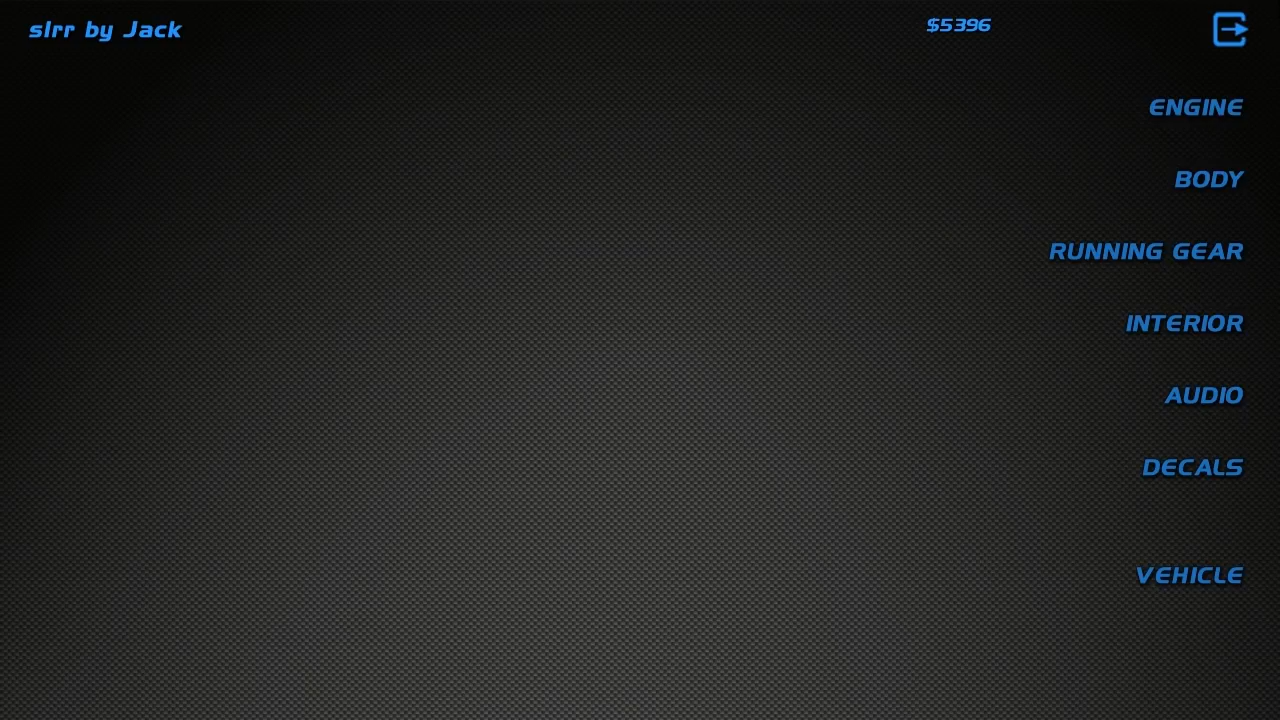 slrr by Jack
$5396
ENGINE
BODY
RUNNING GEAR
INTERIOR
AUDIO
DECALS
VEHICLE